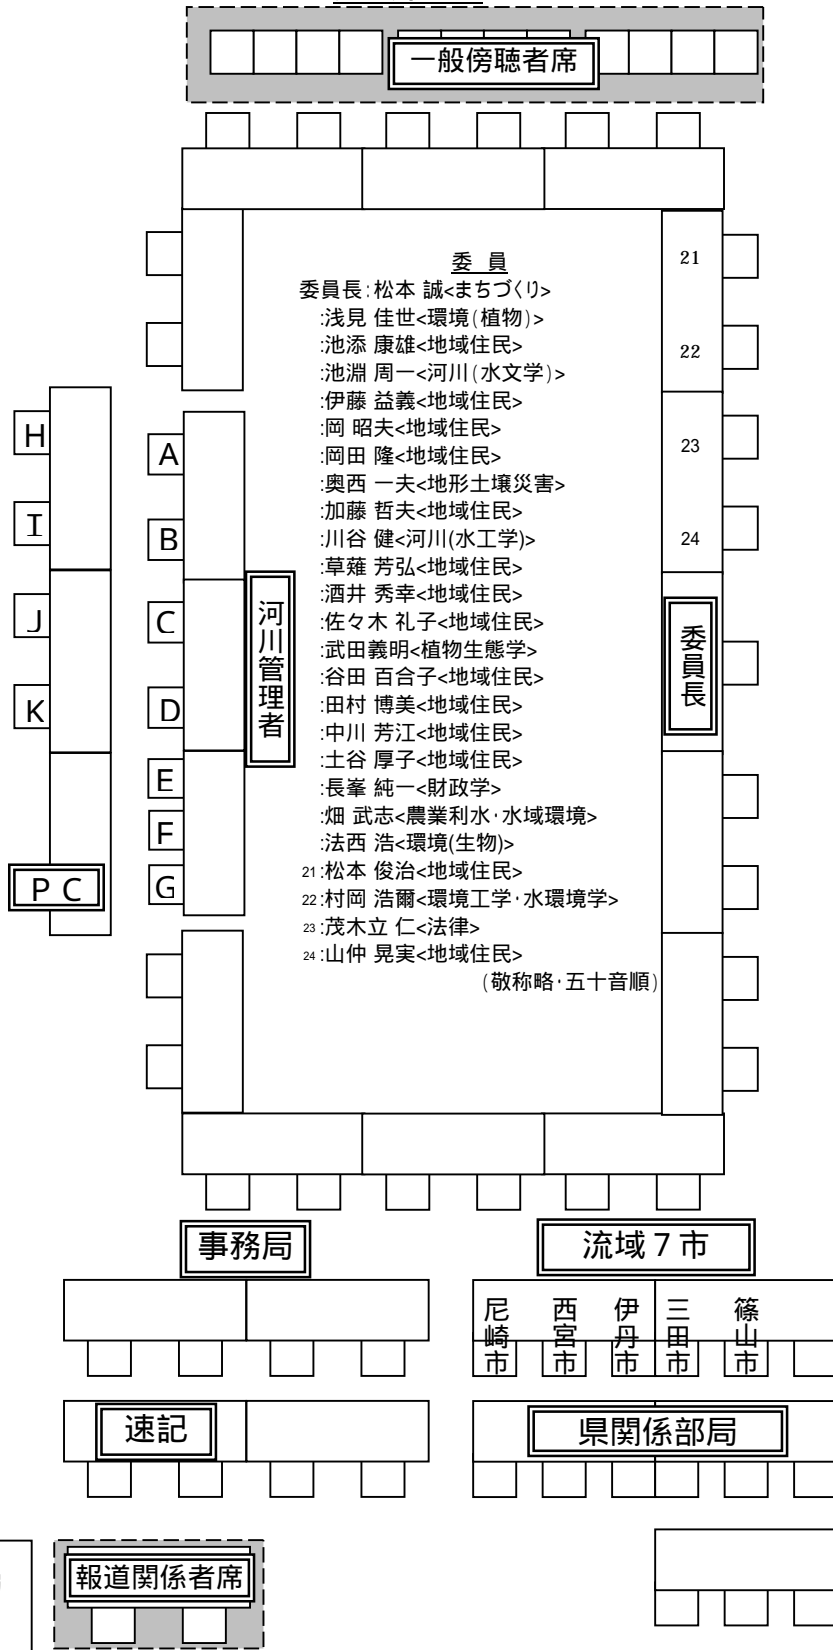 一般傍聴者席
委 員
委員長:松本 誠<まちづくり>
:浅見 佳世<環境(植物)>
:池添 康雄<地域住民>
:池淵 周一<河川(水文学)>
:伊藤 益義<地域住民>
:岡 昭夫<地域住民>
:岡田 隆<地域住民>
:奥西 一夫<地形土壌災害>
:加藤 哲夫<地域住民>
:川谷 健<河川(水工学)>
:草薙 芳弘<地域住民>
:酒井 秀幸<地域住民>
:佐々木 礼子<地域住民>
:武田義明<植物生態学>
:谷田 百合子<地域住民>
:田村 博美<地域住民>
:中川 芳江<地域住民>
:土谷 厚子<地域住民>
:長峯 純一<財政学>
:畑 武志<農業利水・水域環境>
:法西 浩<環境(生物)>
21:松本 俊治<地域住民>
22:村岡 浩爾<環境工学・水環境学>
23:茂木立 仁<法律>
24:山仲 晃実<地域住民>
(敬称略・五十音順)
21
22
23
24
委員長
河川管理者
A
B
C
D
E
F
G
H
I
J
K
PC
事務局
流域7市
尼崎市
西宮市
伊丹市
三田市
篠山市
速記
県関係部局
報道関係者席